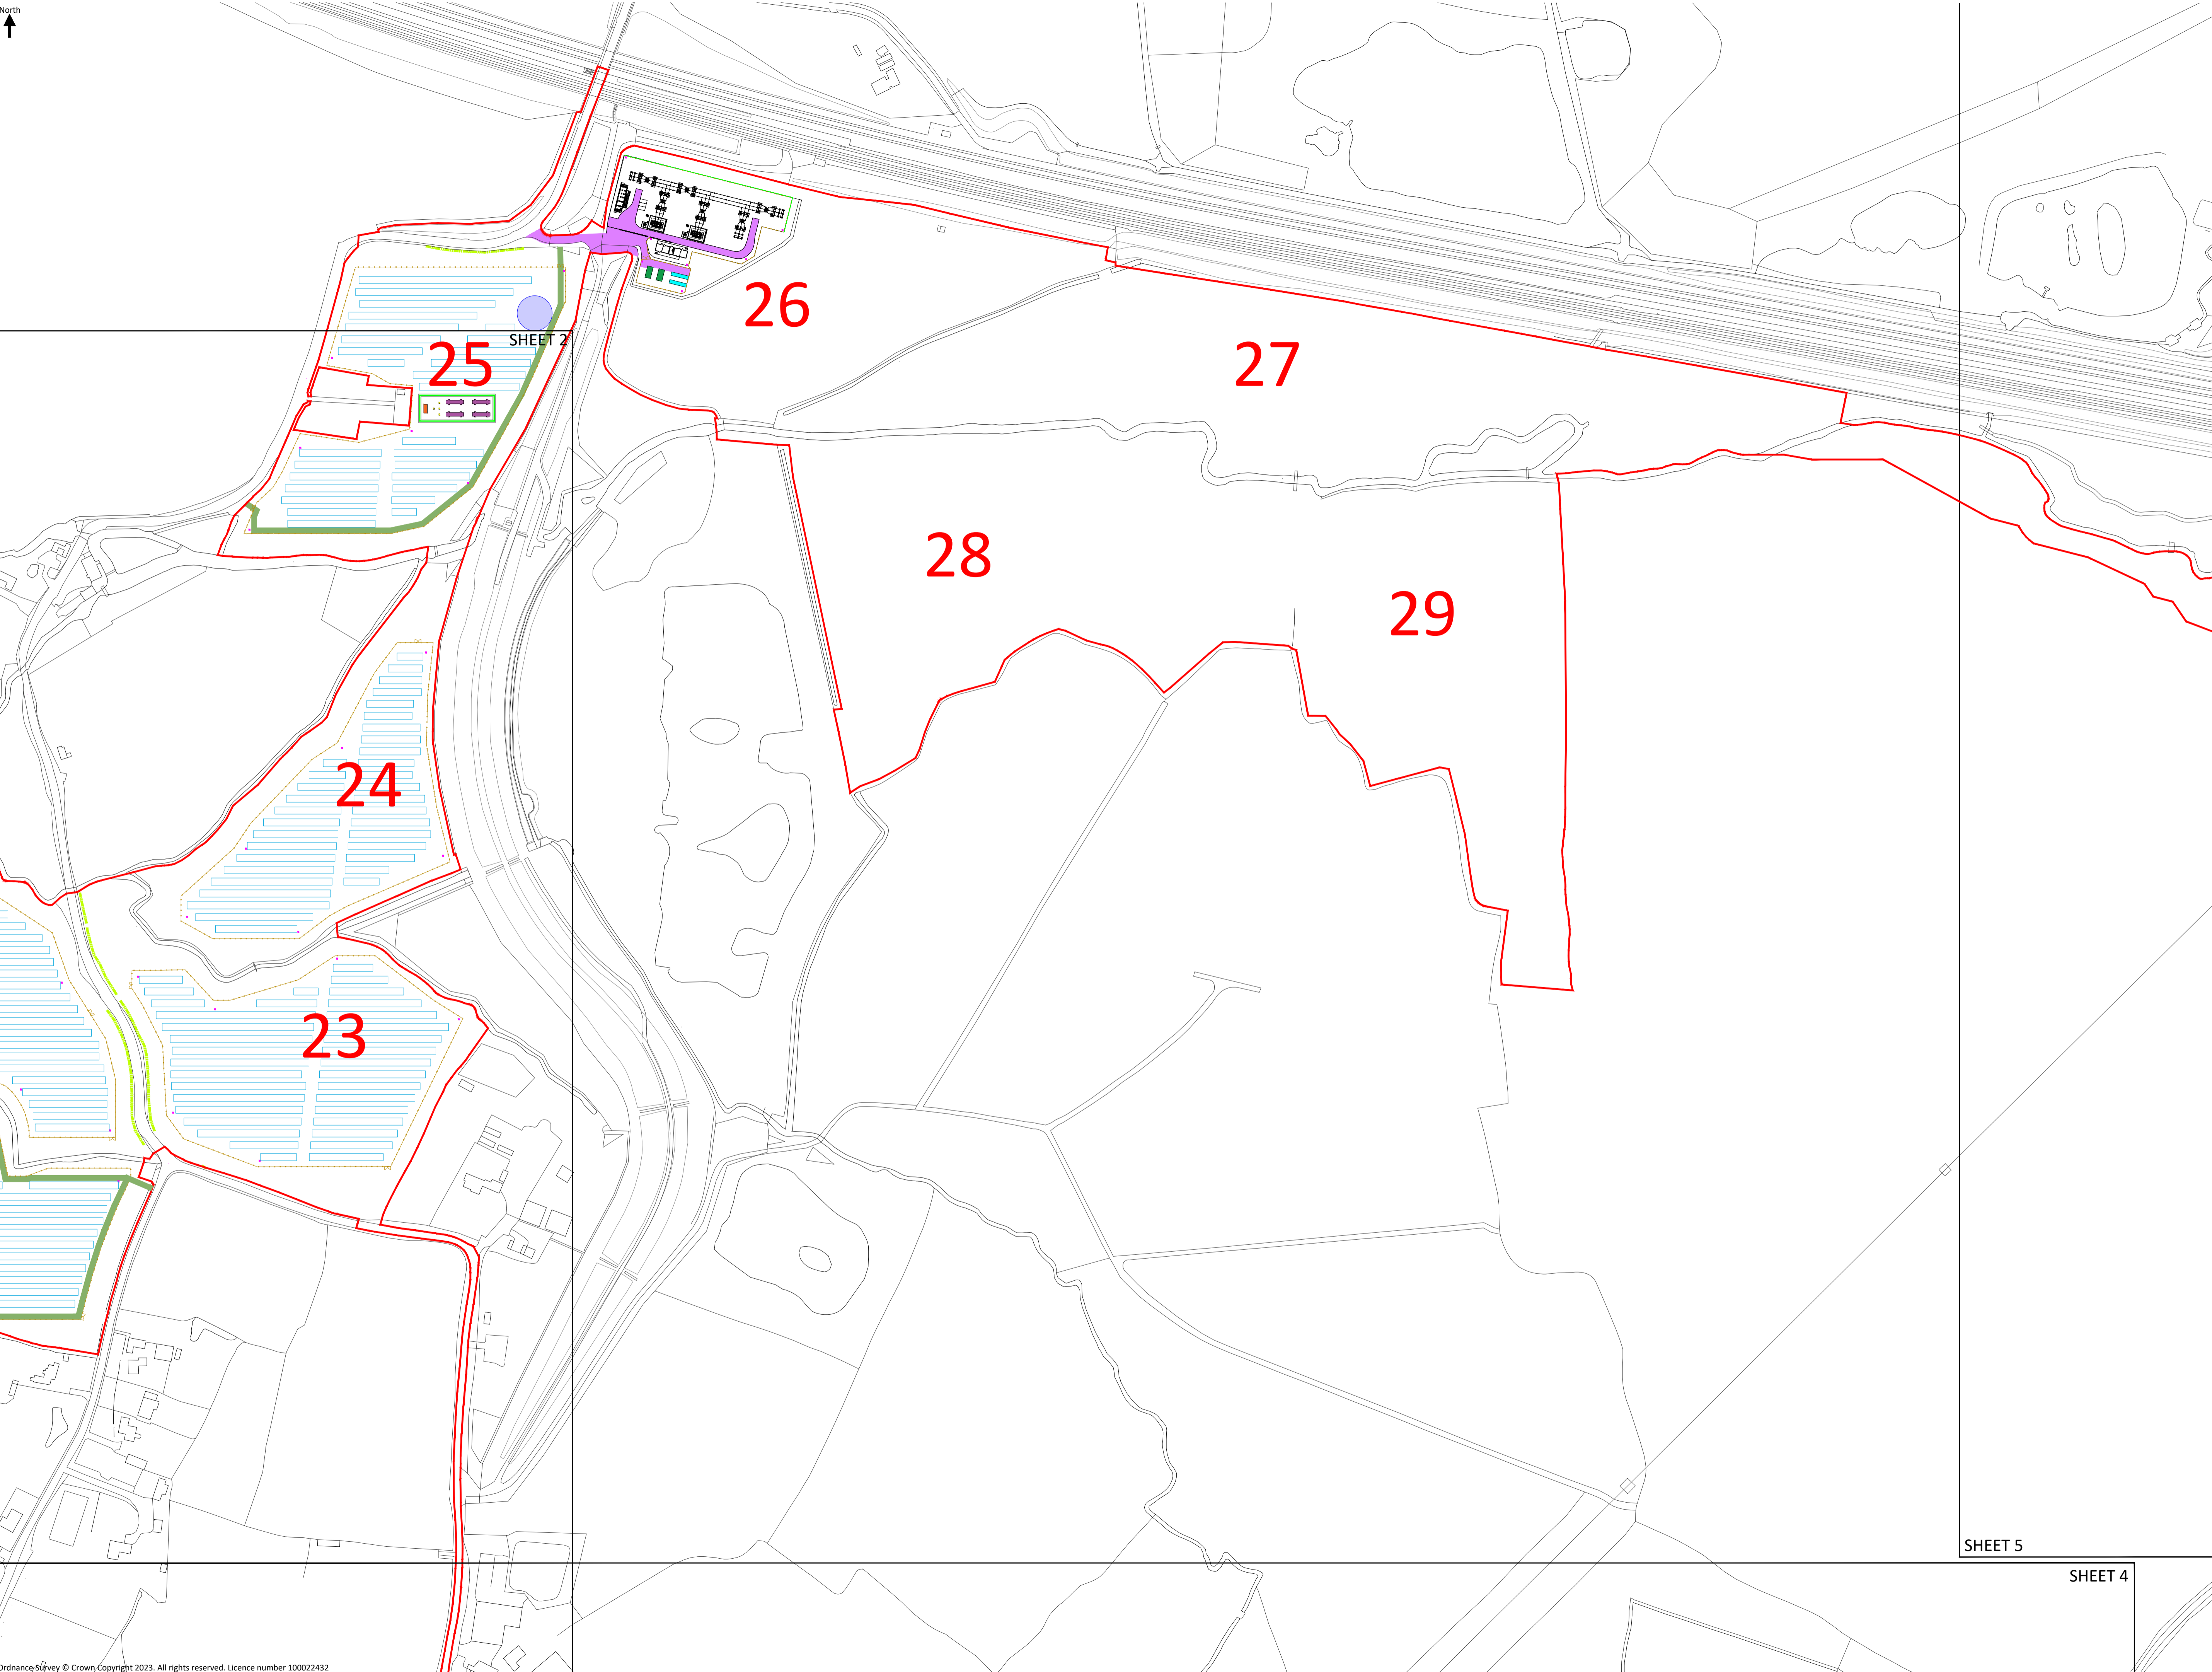 North
26
SHEET 2
25
27
28
29
24
23
SHEET 5
SHEET 4
Ordnance Survey © Crown Copyright 2023. All rights reserved. Licence number 100022432